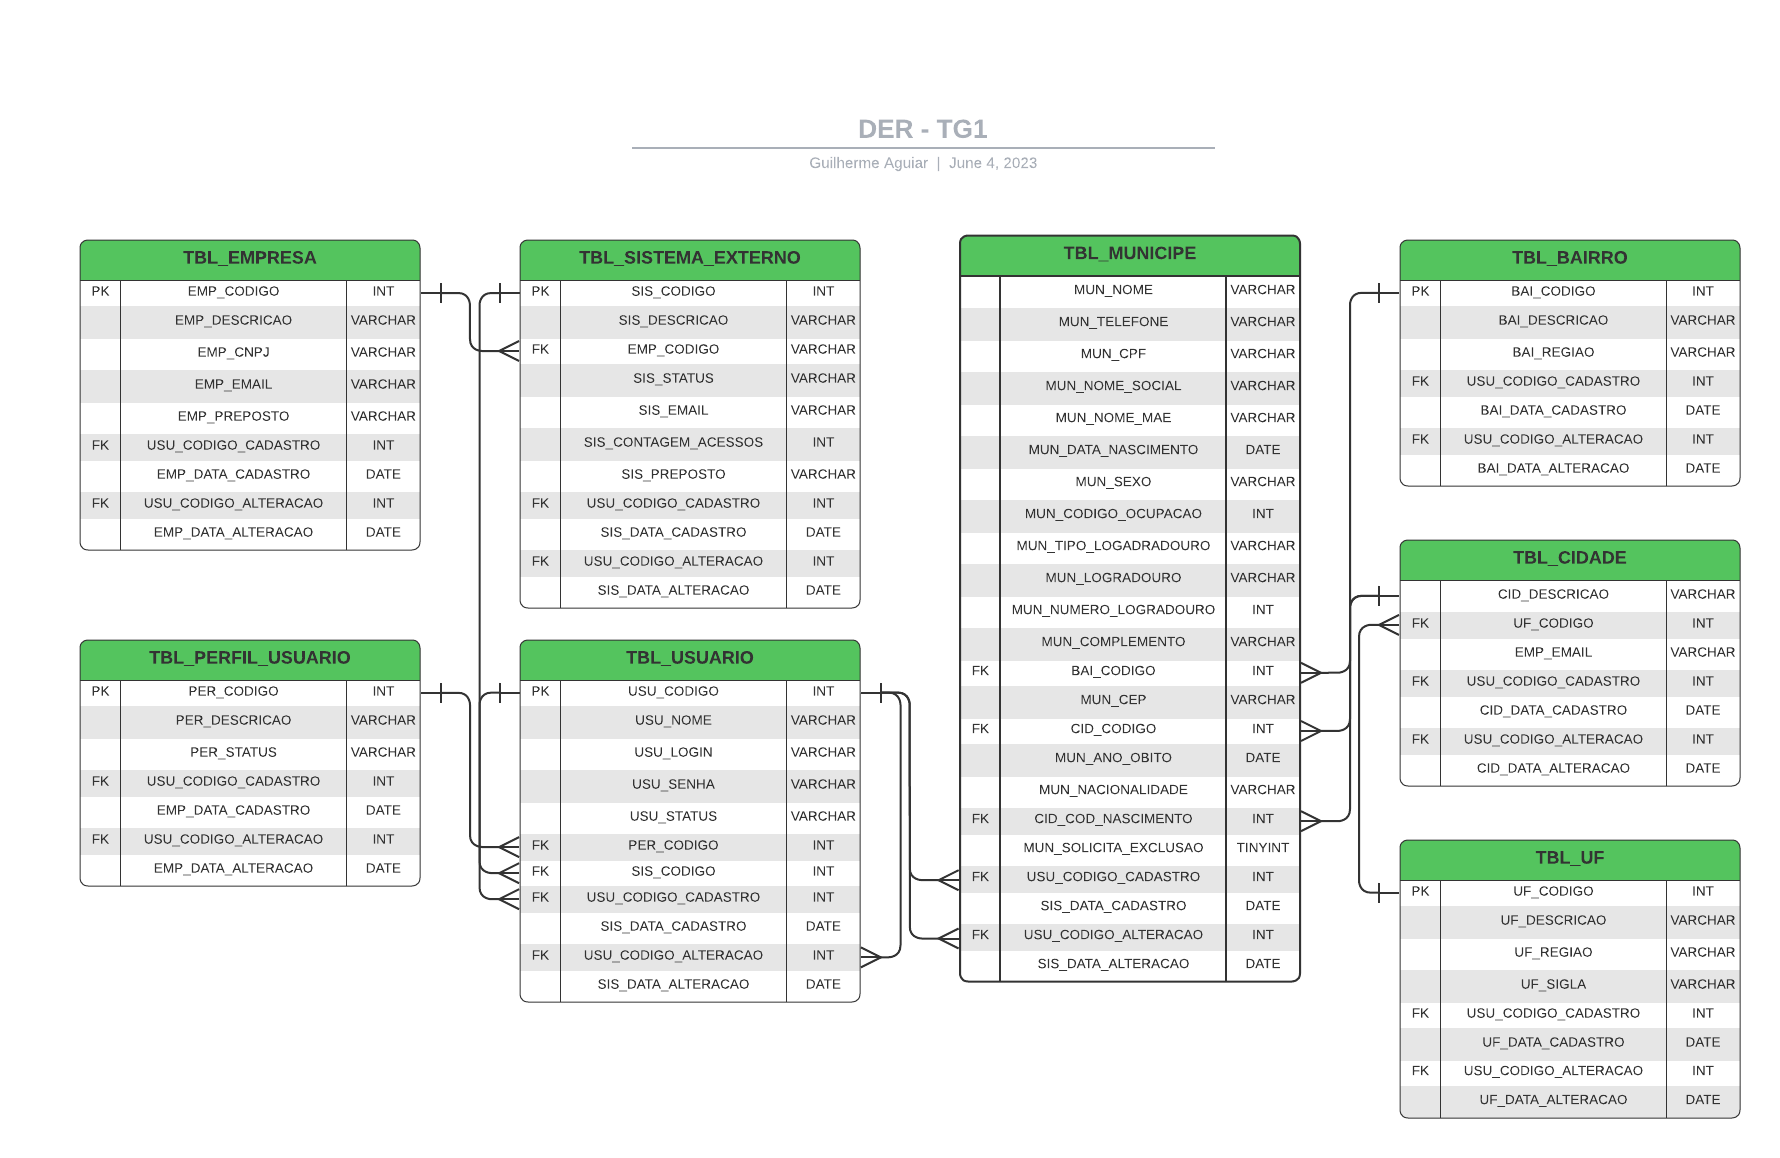 DER - TG1
Guilherme Aguiar | June 4, 2023
TBL_EMPRESA
PK EMP_CODIGO INT
EMP_DESCRICAO VARCHAR
EMP_CNPJ VARCHAR
EMP_EMAIL VARCHAR
EMP_PREPOSTO VARCHAR
FK USU_CODIGO_CADASTRO INT
EMP_DATA_CADASTRO DATE
FK USU_CODIGO_ALTERACAO INT
EMP_DATA_ALTERACAO DATE
TBL_PERFIL_USUARIO
PK PER_CODIGO INT
PER_DESCRICAO VARCHAR
PER_STATUS VARCHAR
FK USU_CODIGO_CADASTRO INT
EMP_DATA_CADASTRO DATE
FK USU_CODIGO_ALTERACAO INT
EMP_DATA_ALTERACAO DATE
TBL_SISTEMA_EXTERNO
PK SIS_CODIGO INT
SIS_DESCRICAO VARCHAR
FK EMP_CODIGO VARCHAR
SIS_STATUS VARCHAR
SIS_EMAIL VARCHAR
SIS_CONTAGEM_ACESSOS INT
SIS_PREPOSTO VARCHAR
FK USU_CODIGO_CADASTRO INT
SIS_DATA_CADASTRO DATE
FK USU_CODIGO_ALTERACAO INT
SIS_DATA_ALTERACAO DATE
TBL_USUARIO
PK USU_CODIGO INT
USU_NOME VARCHAR
USU_LOGIN VARCHAR
USU_SENHA VARCHAR
USU_STATUS VARCHAR
FK PER_CODIGO INT
FK SIS_CODIGO INT
FK USU_CODIGO_CADASTRO INT
SIS_DATA_CADASTRO DATE
FK USU_CODIGO_ALTERACAO INT
SIS_DATA_ALTERACAO DATE
TBL_MUNICIPE
MUN_NOME VARCHAR
MUN_TELEFONE VARCHAR
MUN_CPF VARCHAR
MUN_NOME_SOCIAL VARCHAR
MUN_NOME_MAE VARCHAR
MUN_DATA_NASCIMENTO DATE
MUN_SEXO VARCHAR
MUN_CODIGO_OCUPACAO INT
MUN_TIPO_LOGADRADOURO VARCHAR
MUN_LOGRADOURO VARCHAR
MUN_NUMERO_LOGRADOURO INT
MUN_COMPLEMENTO VARCHAR
FK BAI_CODIGO INT
MUN_CEP VARCHAR
FK CID_CODIGO INT
MUN_ANO_OBITO DATE
MUN_NACIONALIDADE VARCHAR
FK CID_COD_NASCIMENTO INT
MUN_SOLICITA_EXCLUSAO TINYINT
FK USU_CODIGO_CADASTRO INT
SIS_DATA_CADASTRO DATE
FK USU_CODIGO_ALTERACAO INT
SIS_DATA_ALTERACAO DATE
TBL_BAIRRO
PK BAI_CODIGO INT
BAI_DESCRICAO VARCHAR
BAI_REGIAO VARCHAR
FK USU_CODIGO_CADASTRO INT
BAI_DATA_CADASTRO DATE
FK USU_CODIGO_ALTERACAO INT
BAI_DATA_ALTERACAO DATE
TBL_CIDADE
CID_DESCRICAO VARCHAR
FK UF_CODIGO INT
EMP_EMAIL VARCHAR
FK USU_CODIGO_CADASTRO INT
CID_DATA_CADASTRO DATE
FK USU_CODIGO_ALTERACAO INT
CID_DATA_ALTERACAO DATE
TBL_UF
PK UF_CODIGO INT
UF_DESCRICAO VARCHAR
UF_REGIAO VARCHAR
UF_SIGLA VARCHAR
FK USU_CODIGO_CADASTRO INT
UF_DATA_CADASTRO DATE
FK USU_CODIGO_ALTERACAO INT
UF_DATA_ALTERACAO DATE